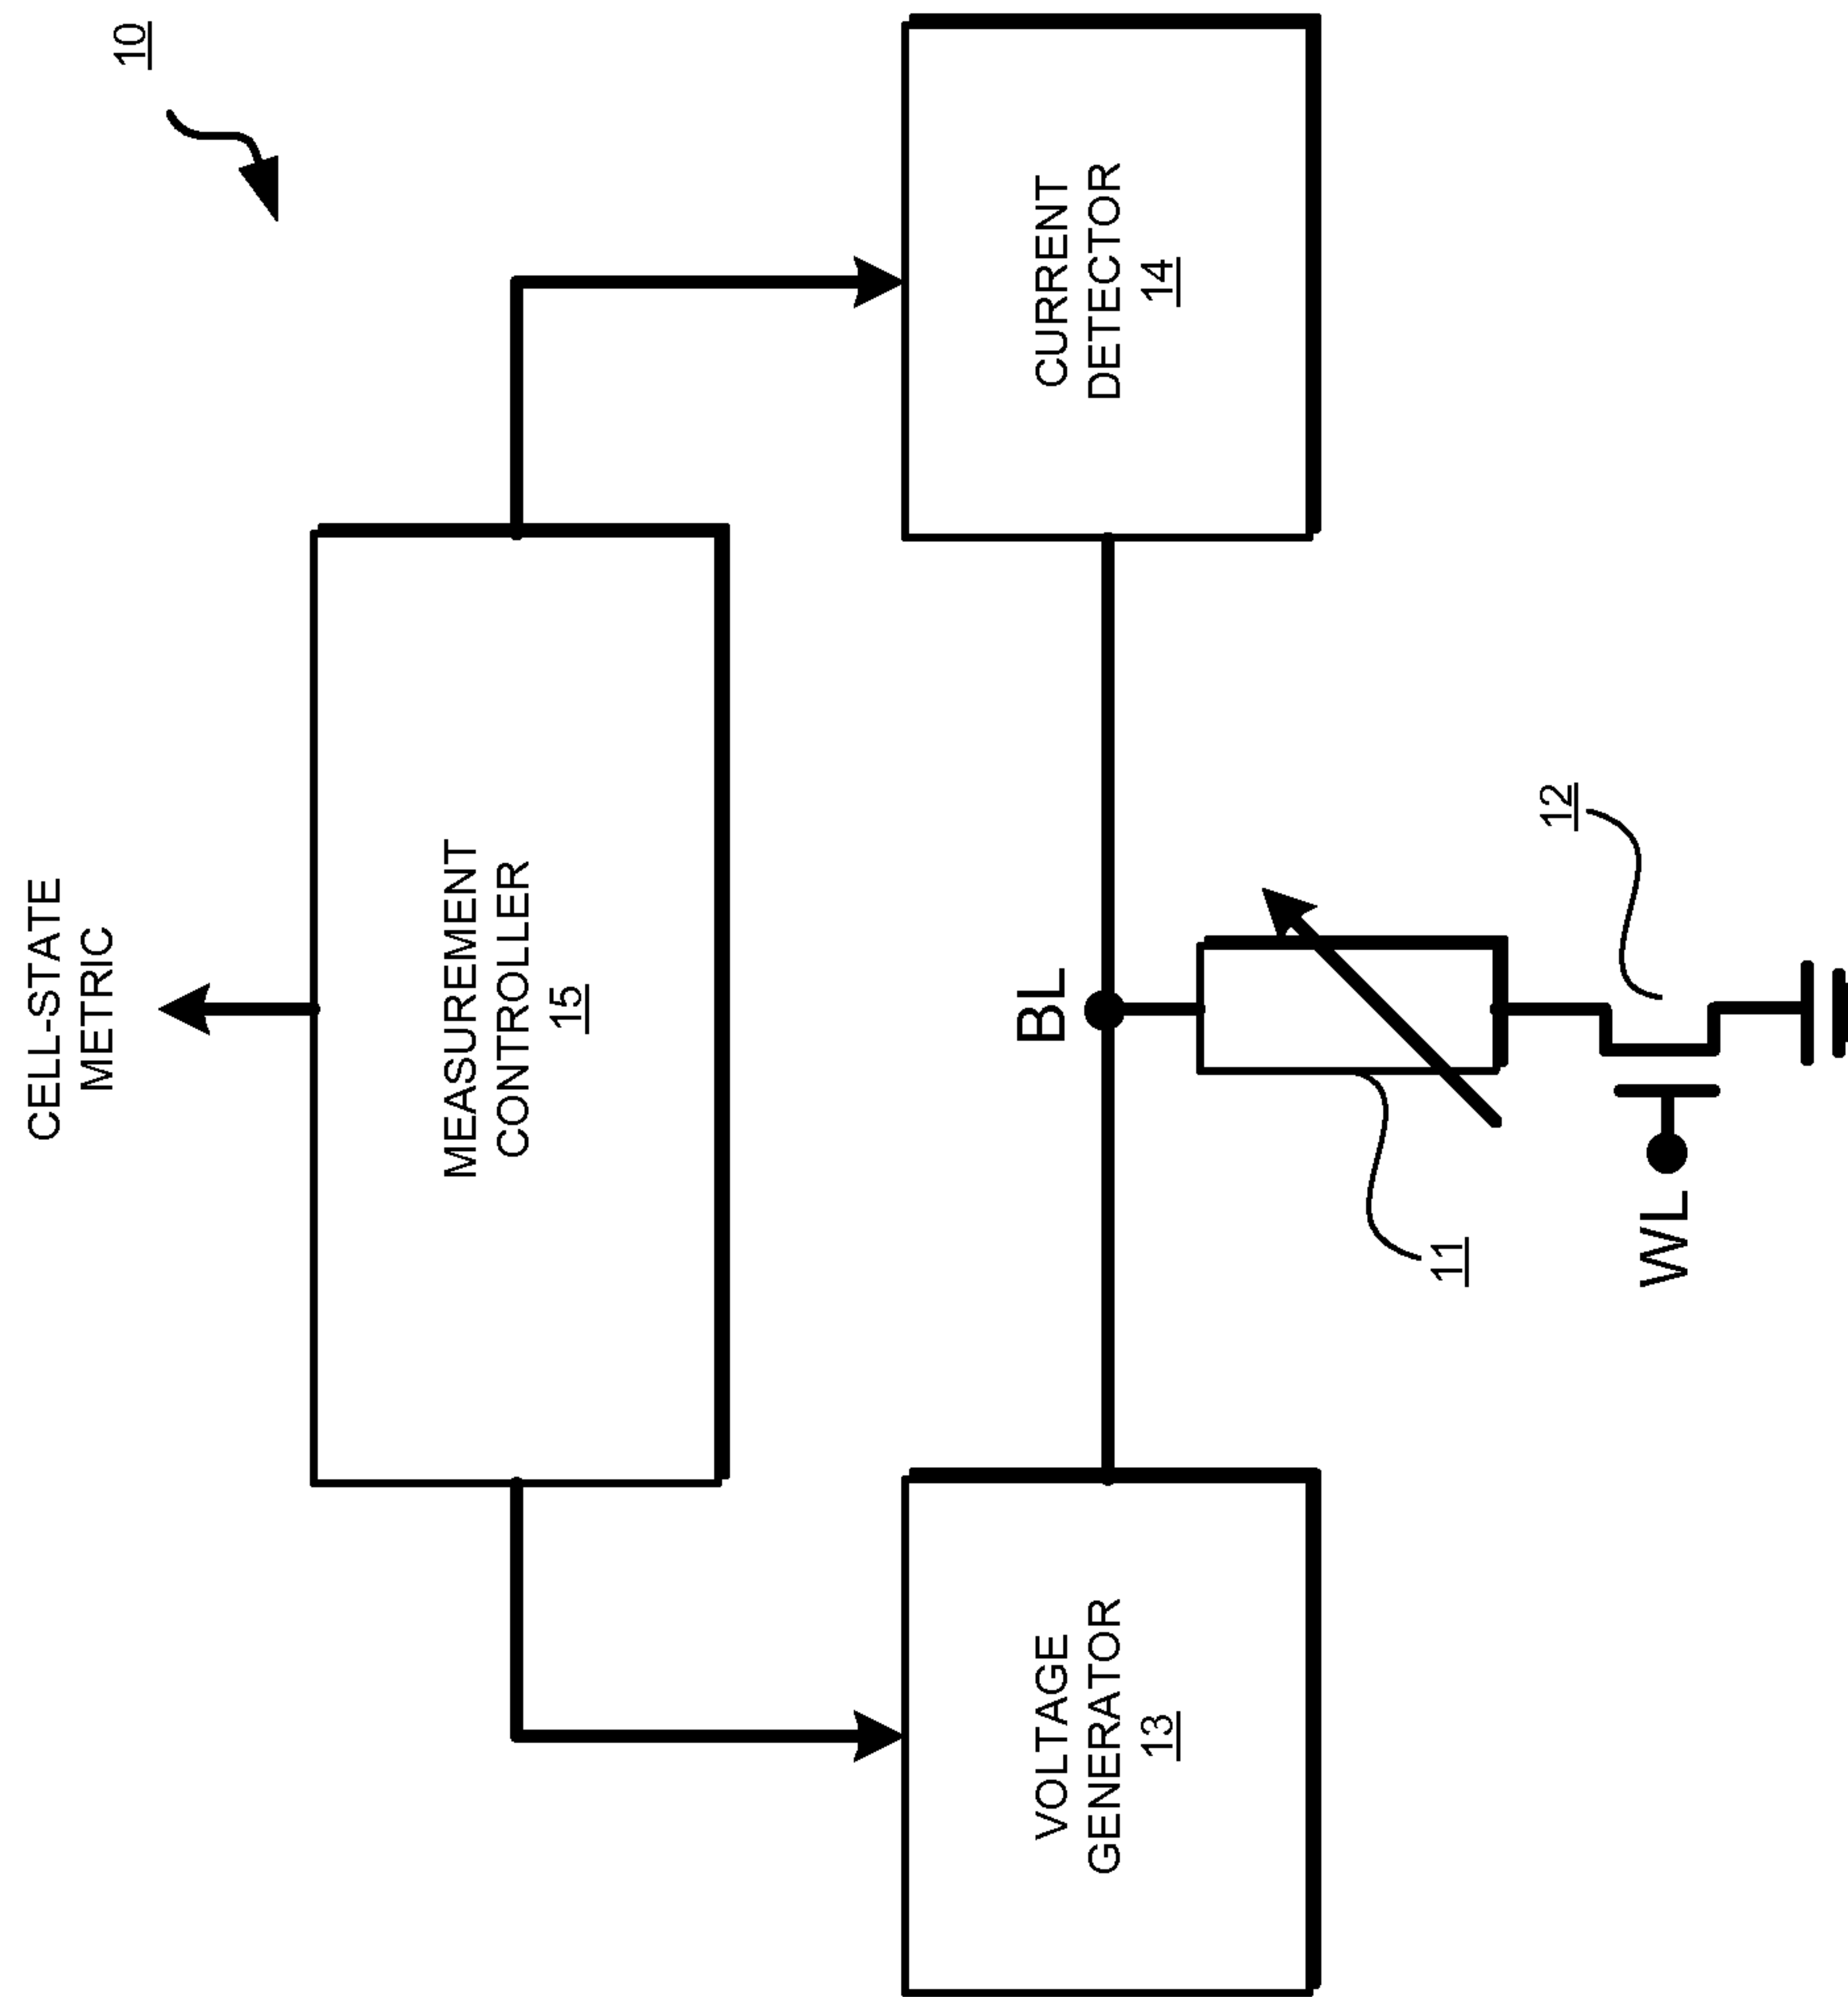 10
CELL-STATE
METRIC
MEASUREMENT
CONTROLLER
15
VOLTAGE
GENERATOR
13
BL
CURRENT
DETECTOR
14
11
12
WL